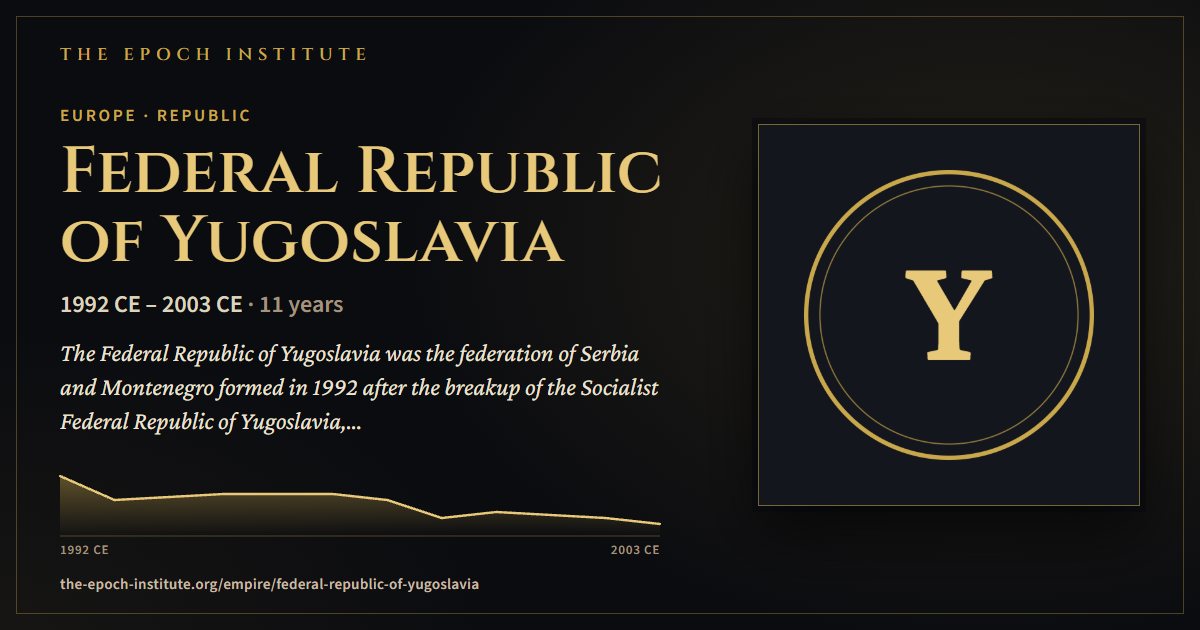 THE EPOCH INSTITUTE
EUROPE · REPUBLIC
Federal Republic
of Yugoslavia
1992 CE – 2003 CE · 11 years
The Federal Republic of Yugoslavia was the federation of Serbia
and Montenegro formed in 1992 after the breakup of the Socialist
Federal Republic of Yugoslavia,...
Y
1992 CE
2003 CE
the-epoch-institute.org/empire/federal-republic-of-yugoslavia